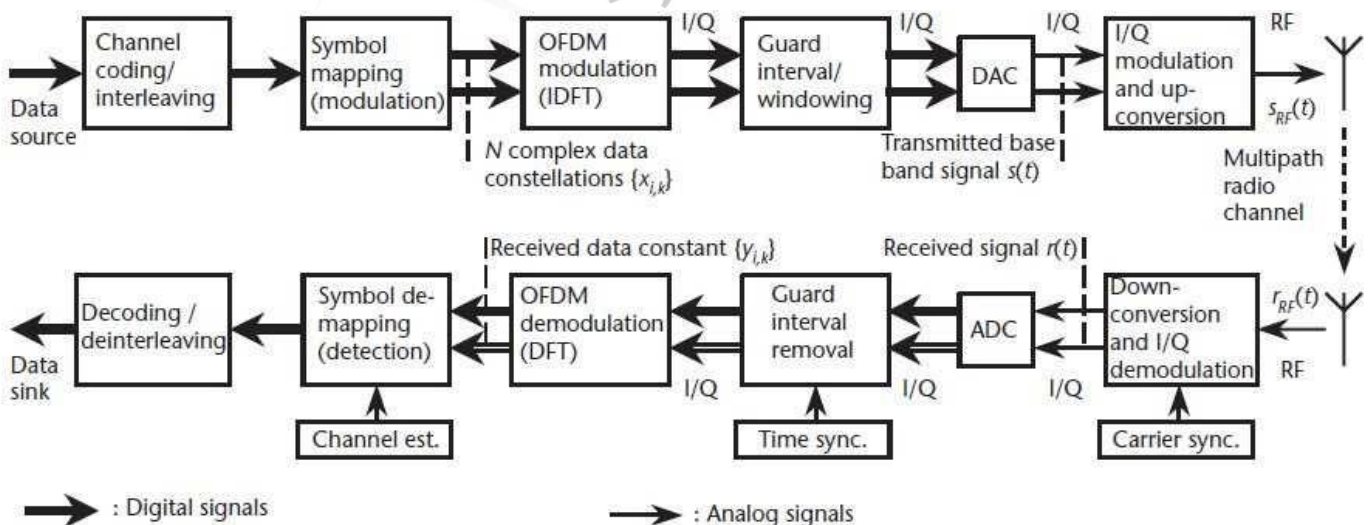 Data
source
Channel
coding/
interleaving
Symbol
mapping
(modulation)
N complex data
constellations {x_{i,k}}
OFDM
modulation
(IDFT)
I/Q
Guard
interval/
windowing
I/Q
DAC
Transmitted base
band signal s(t)
I/Q
I/Q
modulation
and up-
conversion
RF
s_{RF}(t)
Multipath
radio
channel
r_{RF}(t)
RF
Down-
conversion
and I/Q
demodulation
Carrier sync.
Received signal r(t)
I/Q
ADC
I/Q
Guard
interval
removal
Time sync.
I/Q
OFDM
demodulation
(DFT)
Received data constant {y_{i,k}}
Symbol de-
mapping
(detection)
Channel est.
Decoding /
deinterleaving
Data
sink
: Digital signals
: Analog signals